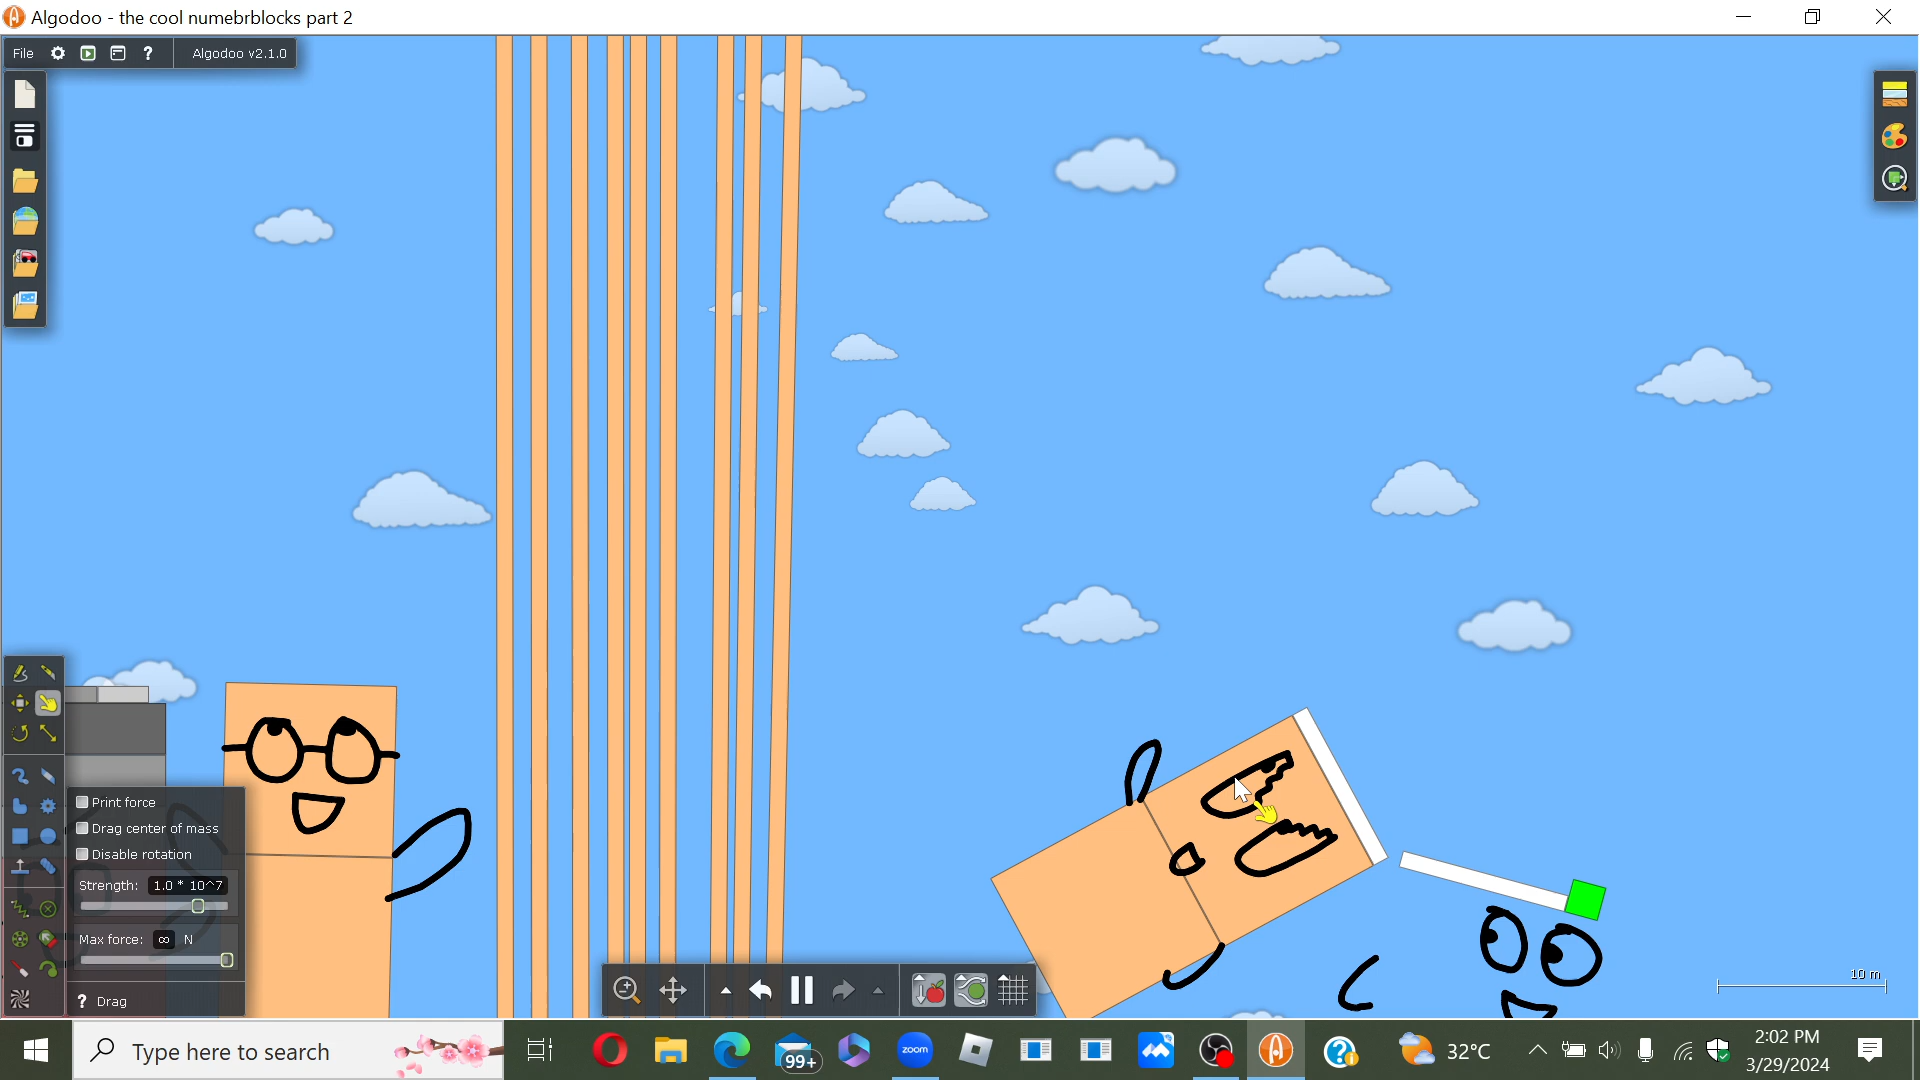 Algodoo - the cool numebrblocks part 2
File
?
Algodoo v2.1.0
Print force
Drag center of mass
Disable rotation
Strength: 1.0 * 10^7
Max force: ∞ N
? Drag
10 m
Type here to search
99+
zoom
32°C
2:02 PM
3/29/2024